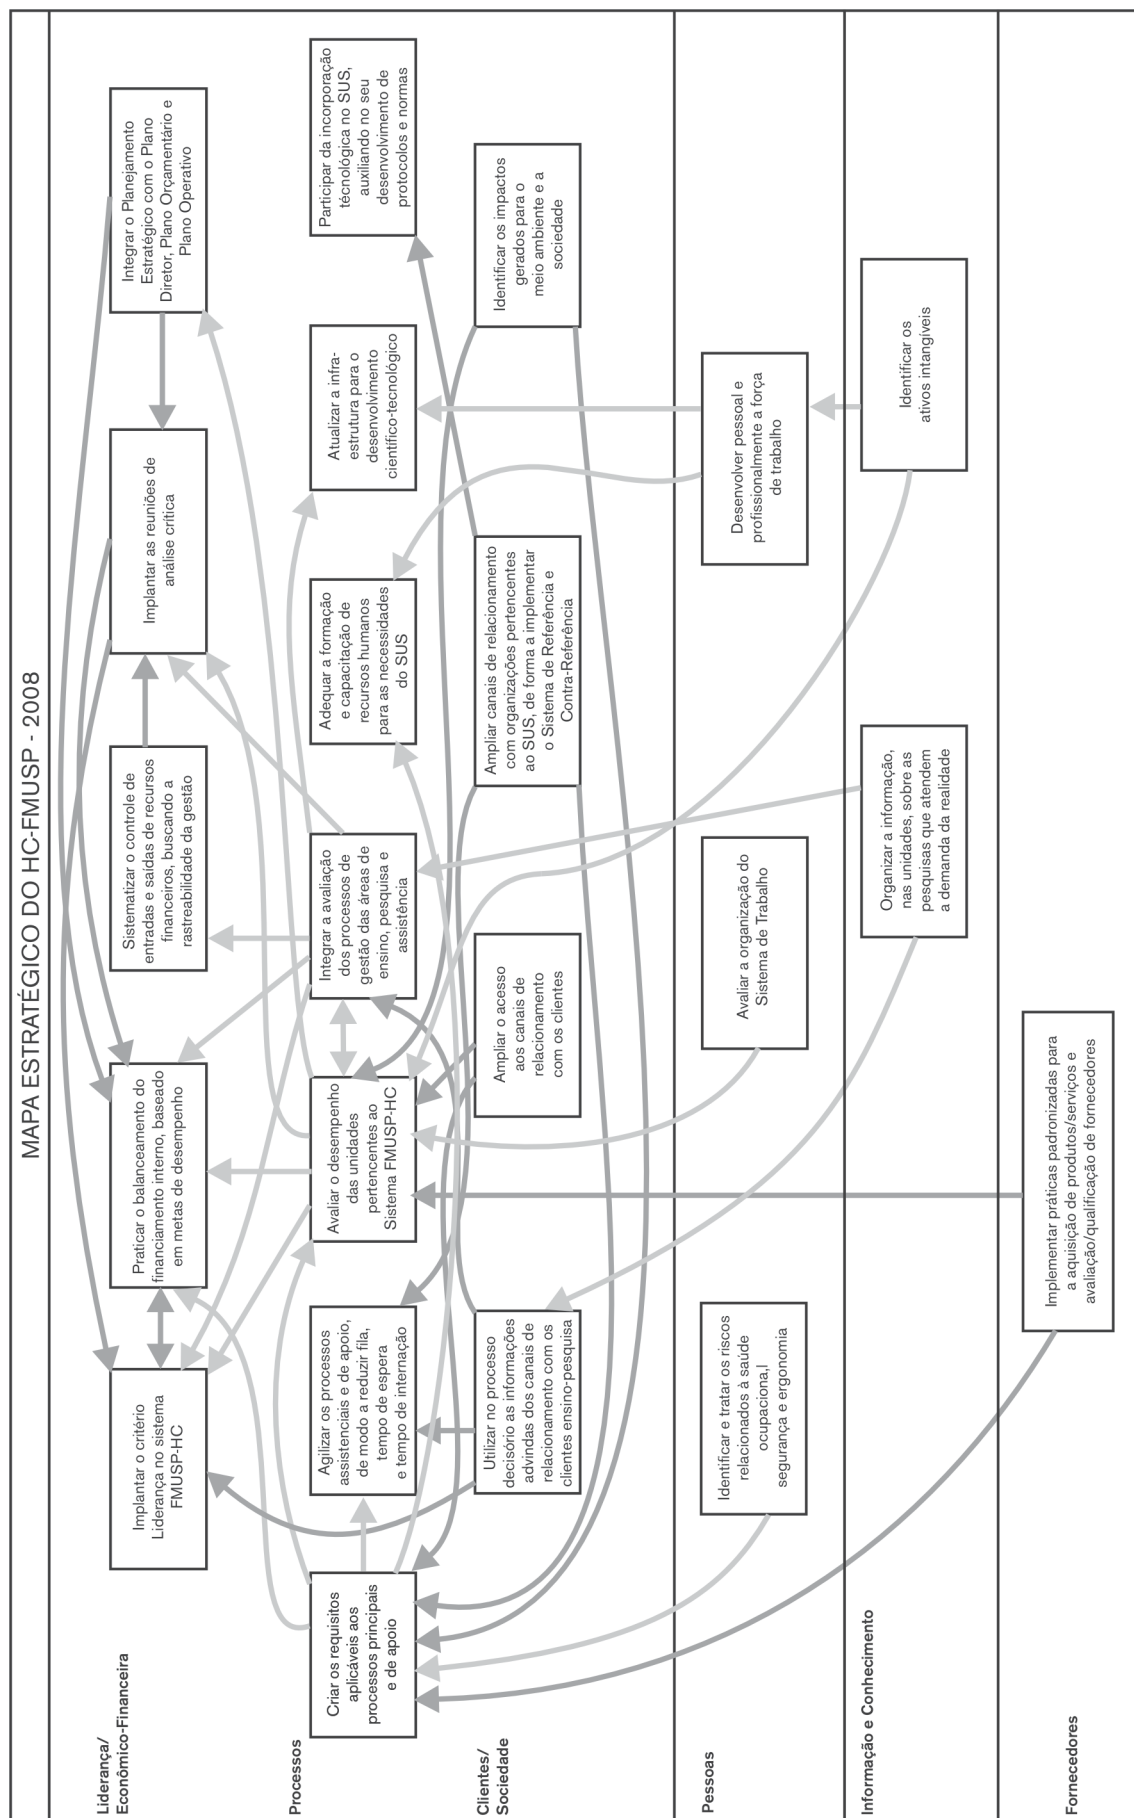 MAPA ESTRATÉGICO DO HC-FMUSP - 2008
Liderança/
Econômico-Financeira
Implantar o critério
Liderança no sistema
FMUSP-HC
Praticar o balanceamento do
financiamento interno, baseado
em metas de desempenho
Sistematizar o controle de
entradas e saídas de recursos
financeiros, buscando a
rastreabilidade da gestão
Implantar as reuniões de
análise crítica
Integrar o Planejamento
Estratégico com o Plano
Diretor, Plano Orçamentário e
Plano Operativo
Processos
Criar os requisitos
aplicáveis aos
processos principais
e de apoio
Agilizar os processos
assistenciais e de apoio,
de modo a reduzir fila,
tempo de espera
e tempo de internação
Avaliar o desempenho
das unidades
pertencentes ao
Sistema FMUSP-HC
Integrar a avaliação
dos processos de
gestão das áreas de
ensino, pesquisa e
assistência
Adequar a formação
e capacitação de
recursos humanos
para as necessidades
do SUS
Atualizar a infra-
estrutura para o
desenvolvimento
científico-tecnológico
Participar da incorporação
técnológica no SUS,
auxiliando no seu
desenvolvimento de
protocolos e normas
Clientes/
Sociedade
Utilizar no processo
decisório as informações
advindas dos canais de
relacionamento com os
clientes ensino-pesquisa
Ampliar o acesso
aos canais de
relacionamento
com os clientes
Ampliar canais de relacionamento
com organizações pertencentes
ao SUS, de forma a implementar
o Sistema de Referência e
Contra-Referência
Identificar os impactos
gerados para o
meio ambiente e a
sociedade
Pessoas
Identificar e tratar os riscos
relacionados à saúde
ocupaciona,l
segurança e ergonomia
Avaliar a organização do
Sistema de Trabalho
Desenvolver pessoal e
profissionalmente a força
de trabalho
Informação e Conhecimento
Organizar a informação,
nas unidades, sobre as
pesquisas que atendem
a demanda da realidade
Identificar os
ativos intangíveis
Fornecedores
Implementar práticas padronizadas para
a aquisição de produtos/serviços e
avaliação/qualificação de fornecedores